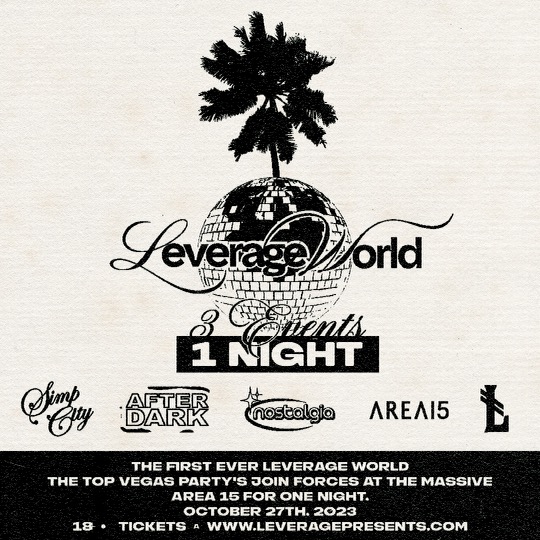 Leverage World
3 Events
1 NIGHT
Simp City
AFTER DARK
nostalgia
AREA15
L
THE FIRST EVER LEVERAGE WORLD
THE TOP VEGAS PARTY'S JOIN FORCES AT THE MASSIVE
AREA 15 FOR ONE NIGHT.
OCTOBER 27TH. 2023
18+ • TICKETS @ WWW.LEVERAGEPRESENTS.COM